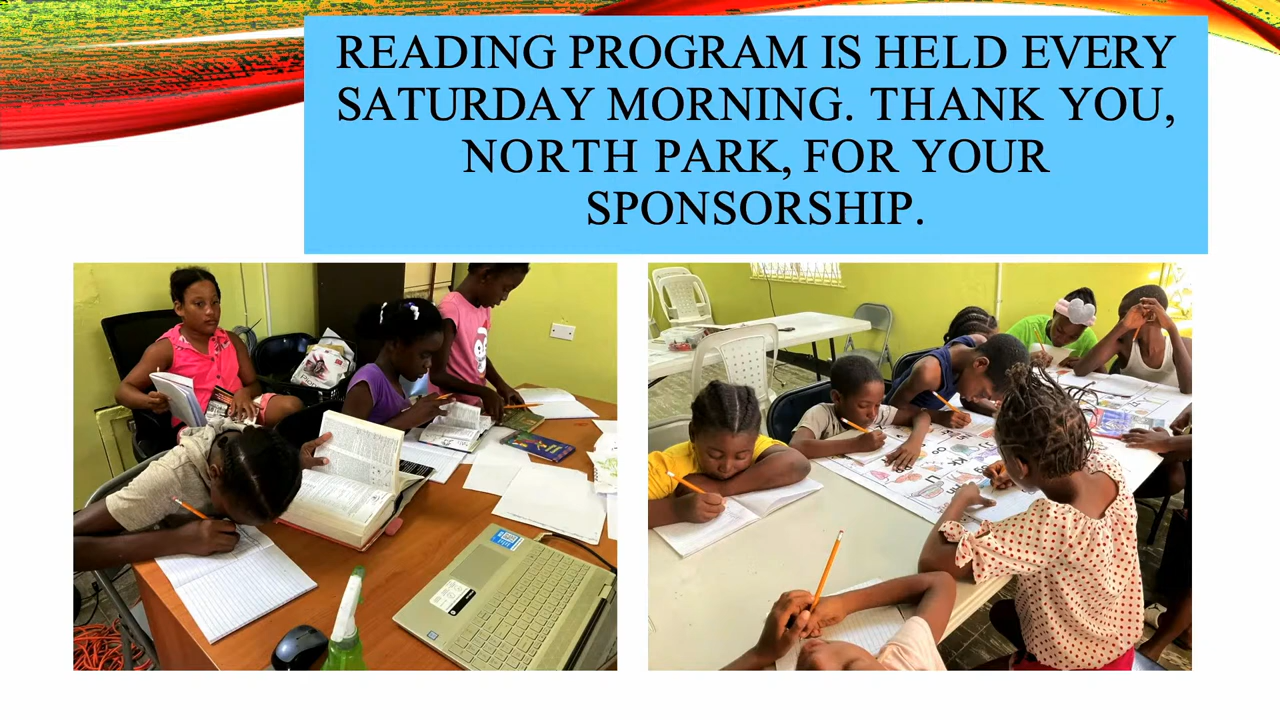 READING PROGRAM IS HELD EVERY
SATURDAY MORNING. THANK YOU,
NORTH PARK, FOR YOUR
SPONSORSHIP.